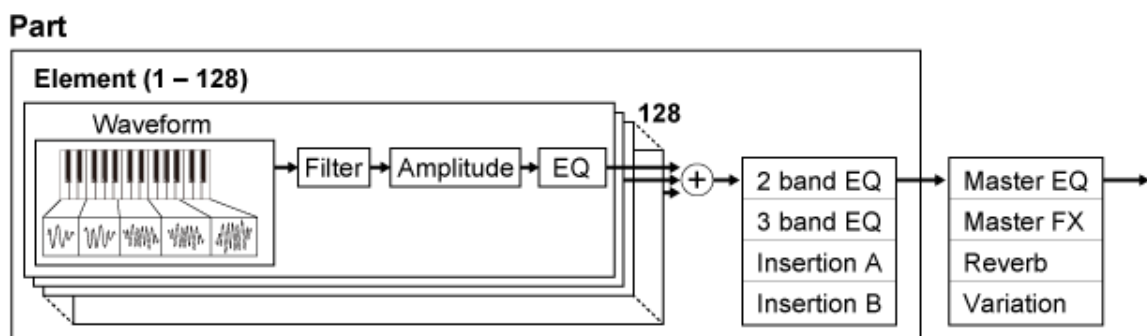 Part
Element (1 – 128)
128
Waveform
Filter
Amplitude
EQ
+
2 band EQ
3 band EQ
Insertion A
Insertion B
Master EQ
Master FX
Reverb
Variation